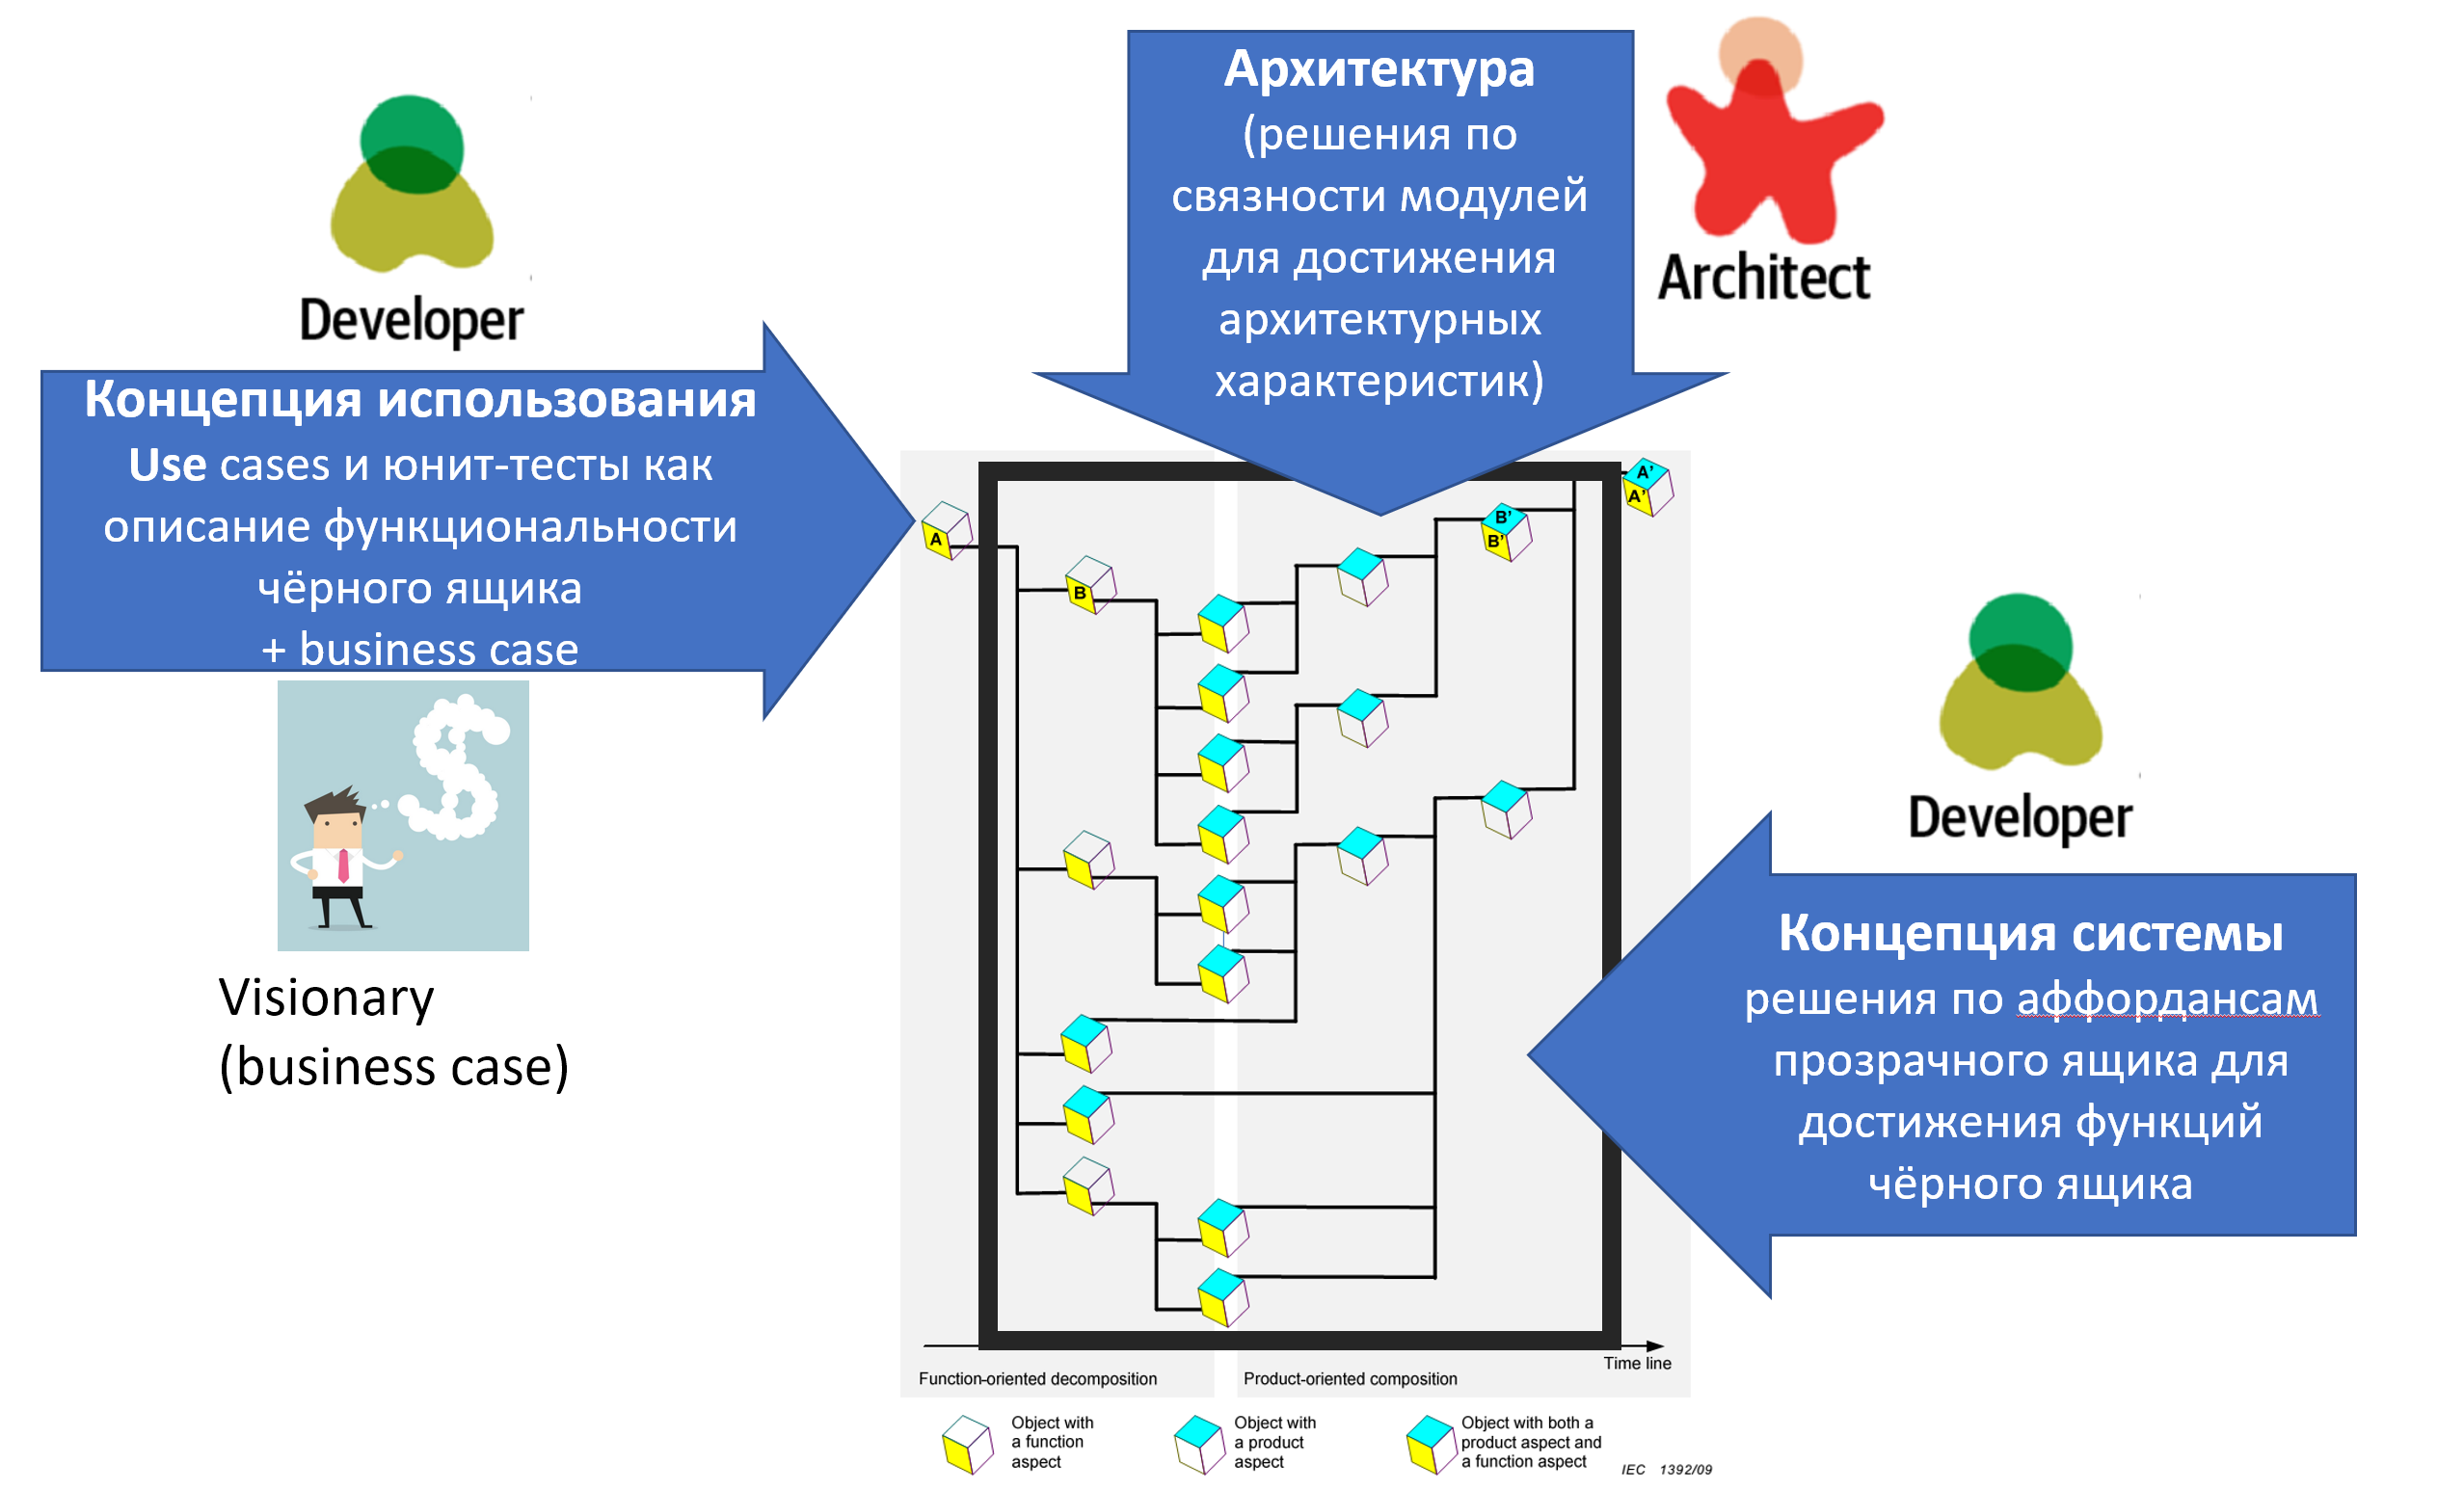 Developer
Концепция использования
Use cases и юнит-тесты как
описание функциональности
чёрного ящика
+ business case
Visionary
(business case)
Архитектура
(решения по
связности модулей
для достижения
архитектурных
характеристик)
Architect
A
B
B’
B’
A’
A’
Developer
Концепция системы
решения по аффордансам
прозрачного ящика для
достижения функций
чёрного ящика
Time line
Function-oriented decomposition
Product-oriented composition
Object with
a function
aspect
Object with
a product
aspect
Object with both a
product aspect and
a function aspect
IEC 1392/09